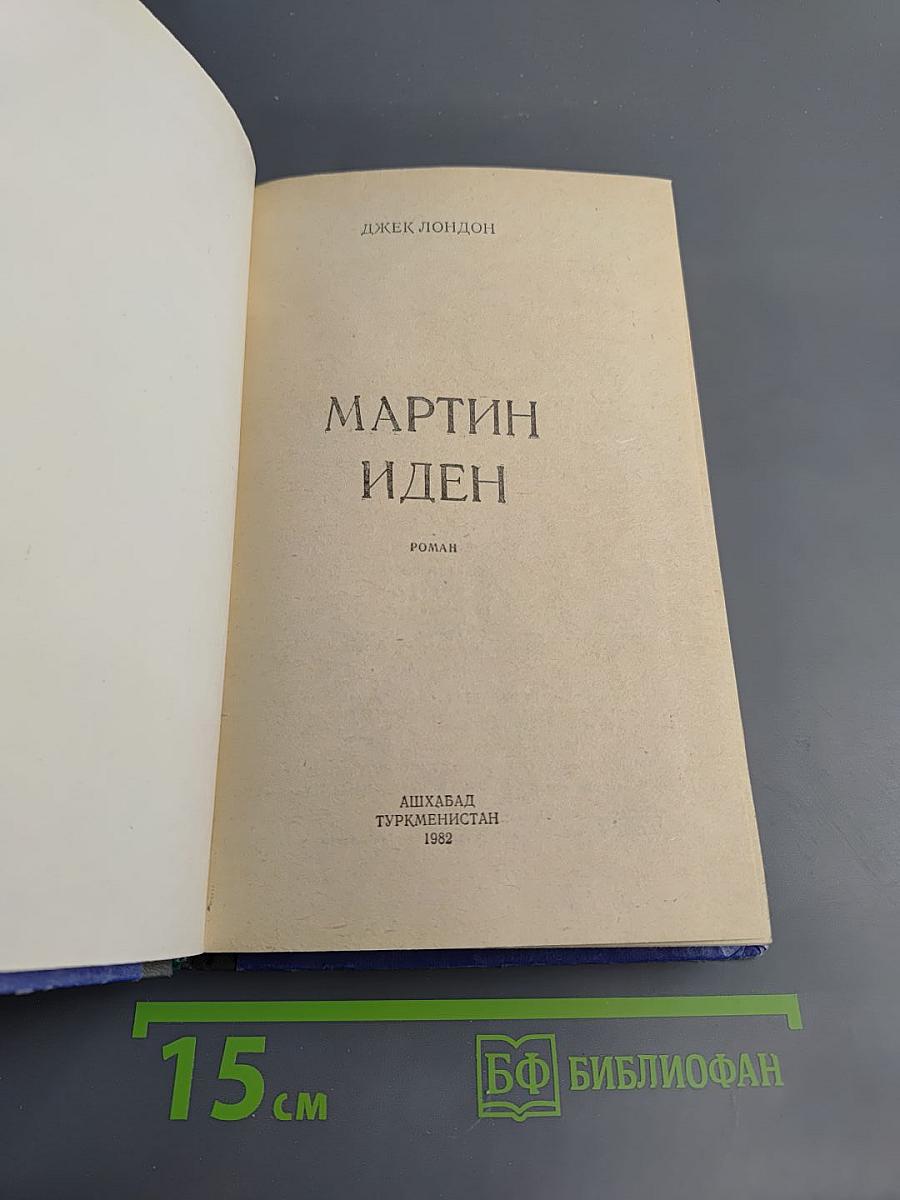 ДЖЕК ЛОНДОН
МАРТИН
ИДЕН
РОМАН
АШХАБАД
ТУРКМЕНИСТАН
1982
15 см
БФ БИБЛИОФАН